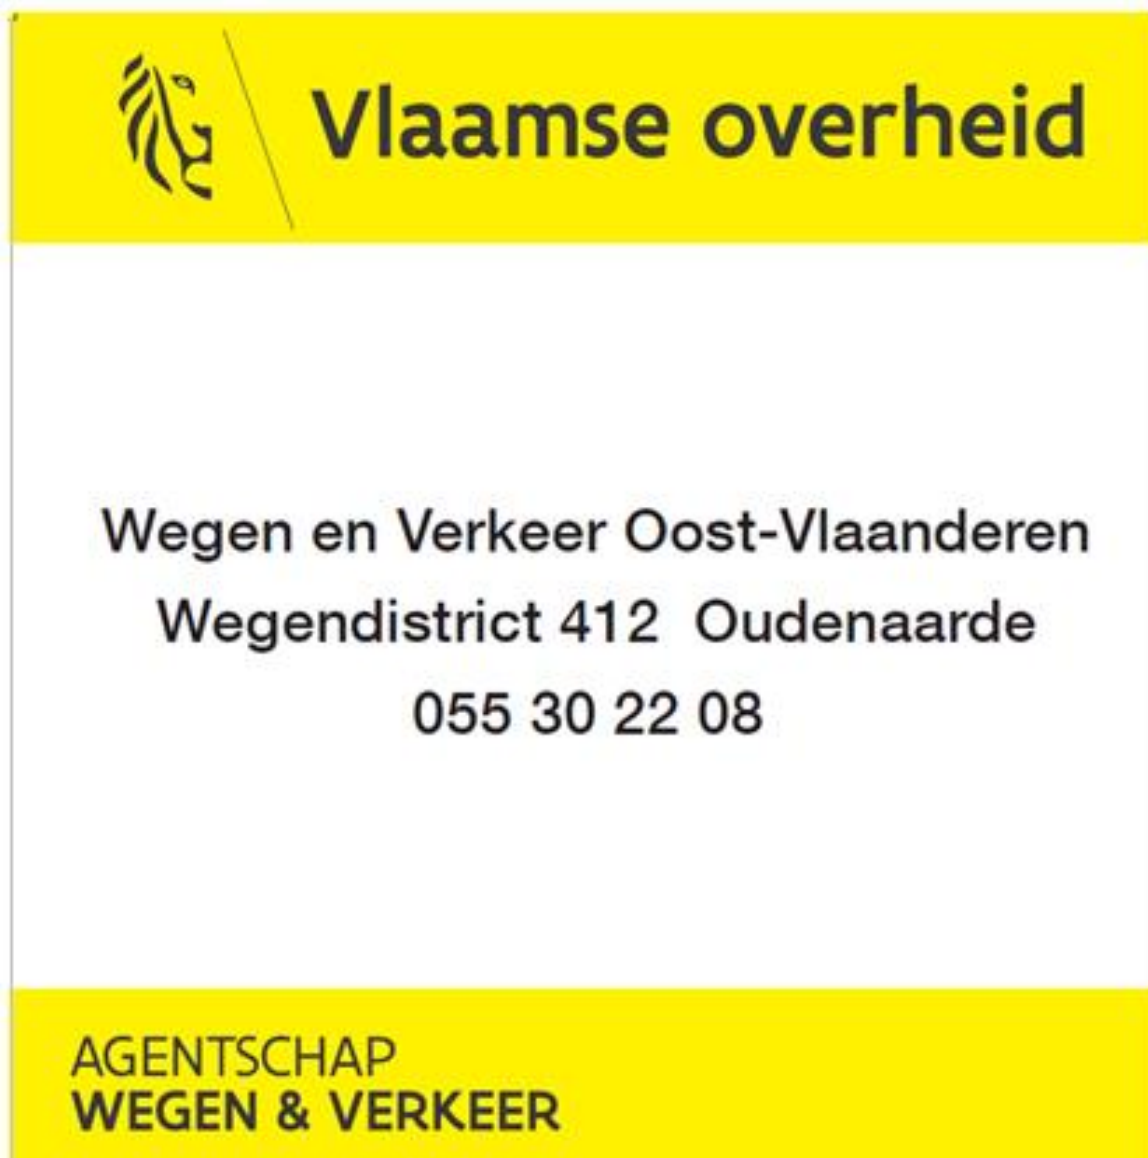 Vlaamse overheid
Wegen en Verkeer Oost-Vlaanderen
Wegendistrict 412 Oudenaarde
055 30 22 08
AGENTSCHAP
WEGEN & VERKEER